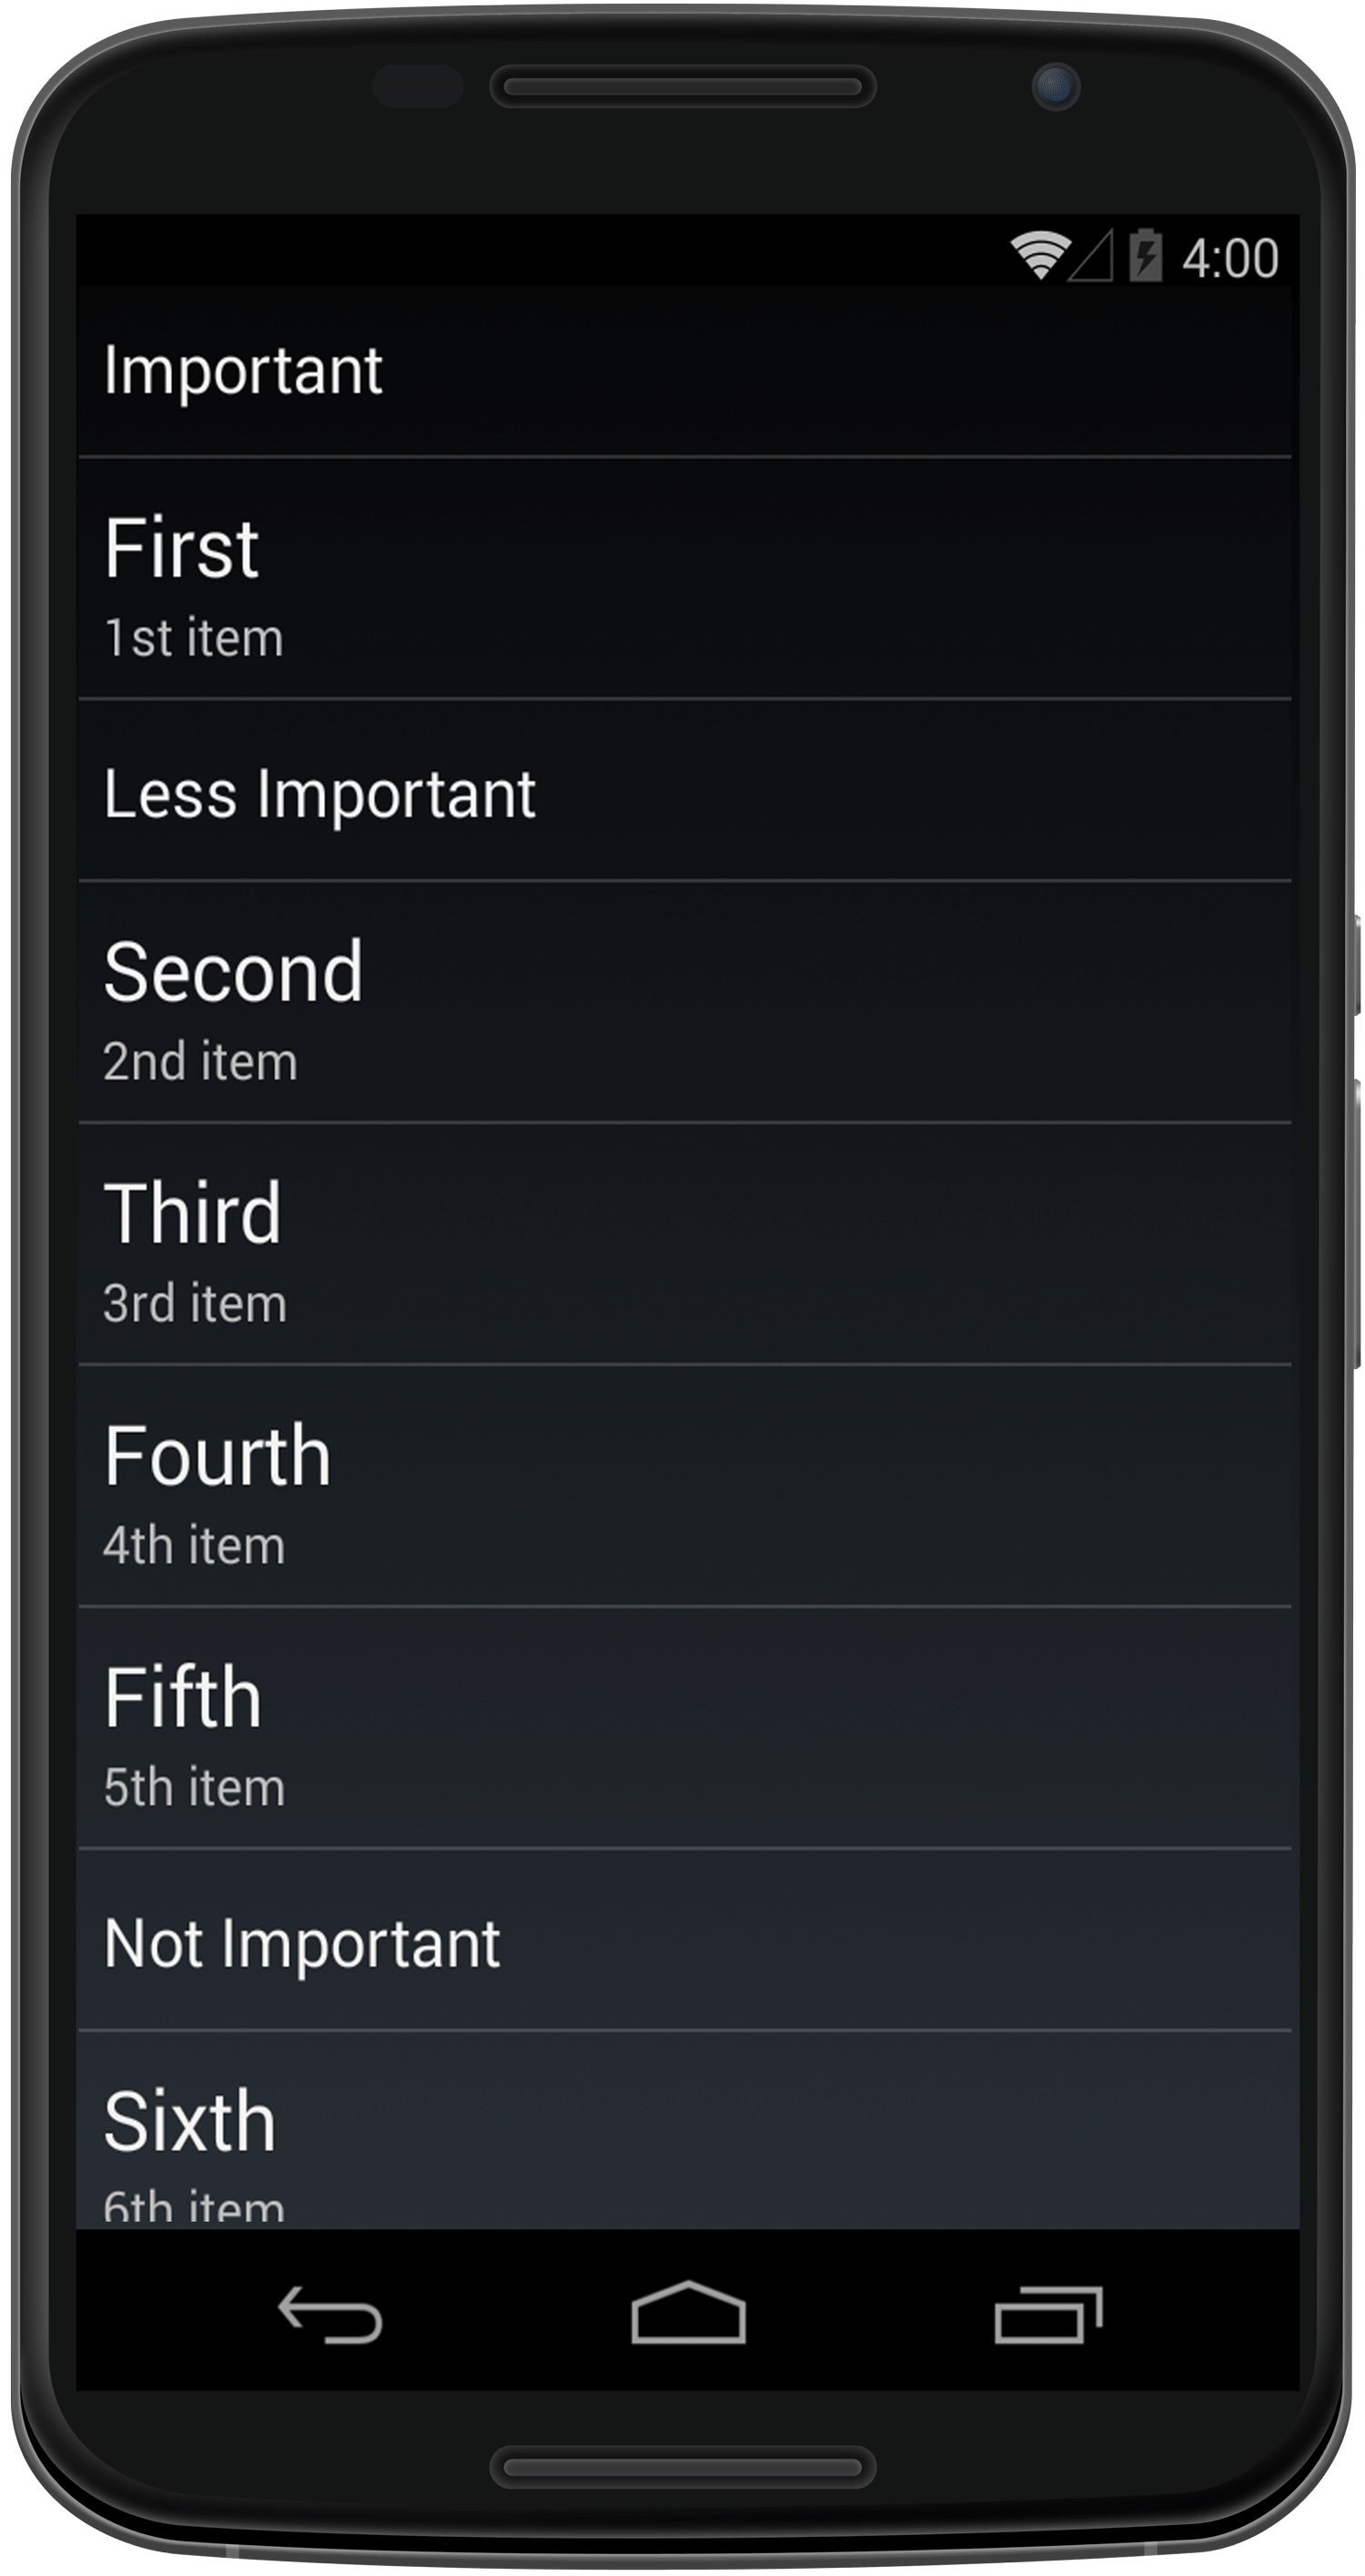 4:00
Important
First
1st item
Less Important
Second
2nd item
Third
3rd item
Fourth
4th item
Fifth
5th item
Not Important
Sixth
6th item